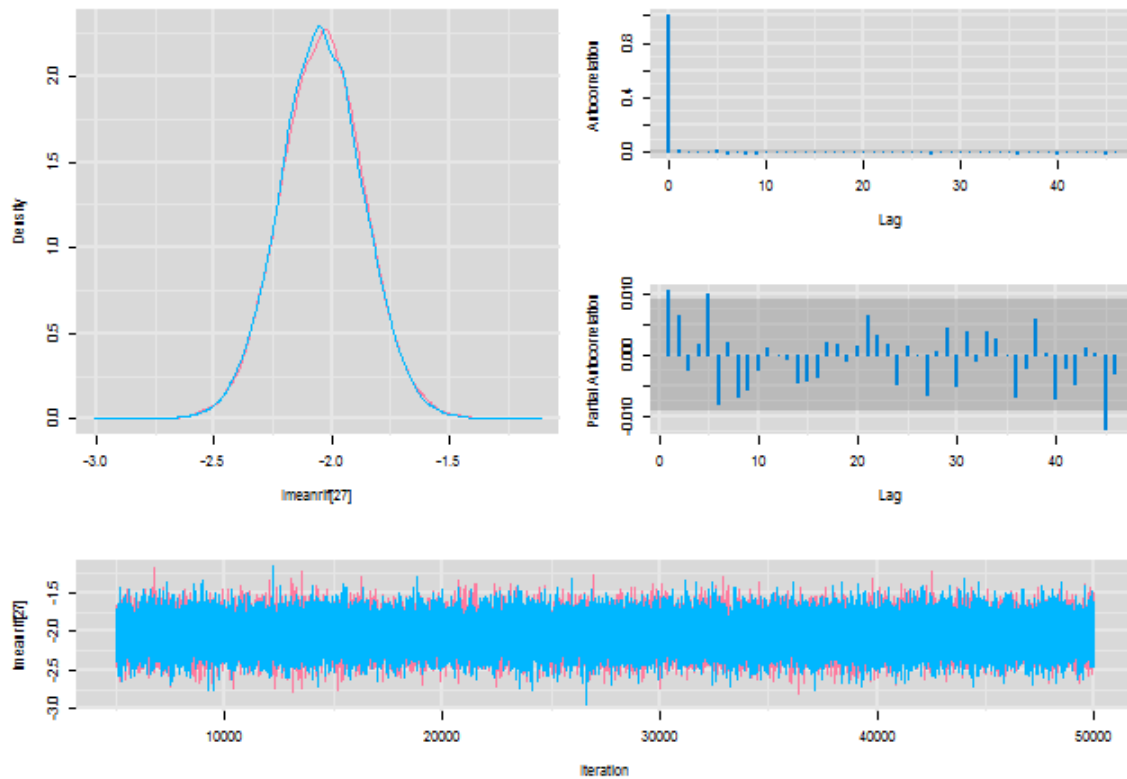 Density
0.0 0.5 1.0 1.5 2.0
-3.0 -2.5 -2.0 -1.5
lmeanrif[27]
Autocorrelation
0.0 0.4 0.8
0 10 20 30 40
Lag
Partial Autocorrelation
-0.010 0.000 0.010
0 10 20 30 40
Lag
lmeanrif[27]
-3.0 -2.5 -2.0 -1.5
10000 20000 30000 40000 50000
Iteration